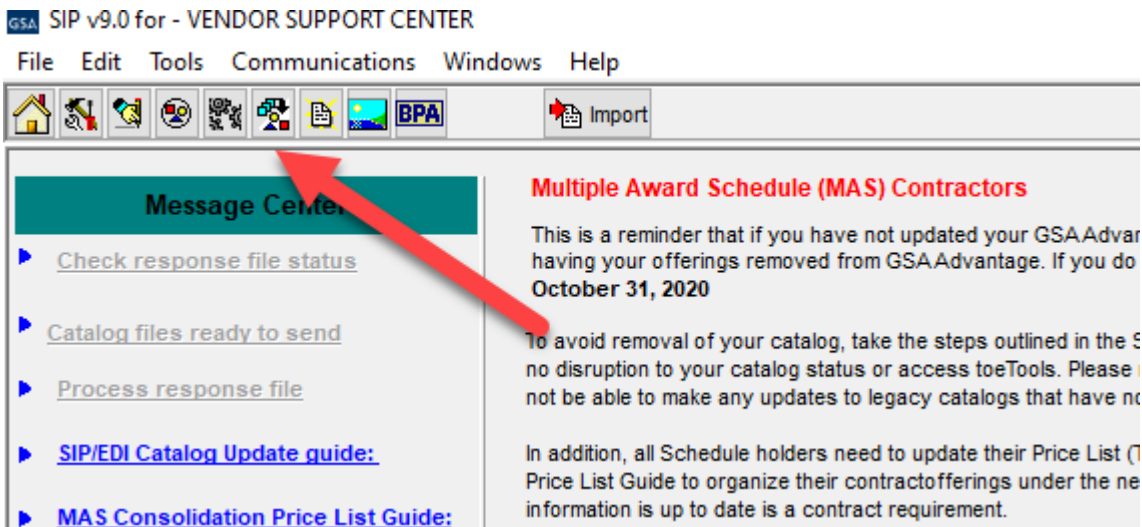 GSA SIP v9.0 for - VENDOR SUPPORT CENTER
File Edit Tools Communications Windows Help
BPA Import
Message Center
Check response file status
Catalog files ready to send
Process response file
SIP/EDI Catalog Update guide:
MAS Consolidation Price List Guide:
Multiple Award Schedule (MAS) Contractors
This is a reminder that if you have not updated your GSAAdvan
having your offerings removed from GSAAdvantage. If you do
October 31, 2020
To avoid removal of your catalog, take the steps outlined in the S
no disruption to your catalog status or access toeTools. Please
not be able to make any updates to legacy catalogs that have no
In addition, all Schedule holders need to update their Price List (T
Price List Guide to organize their contractofferings under the ne
information is up to date is a contract requirement.